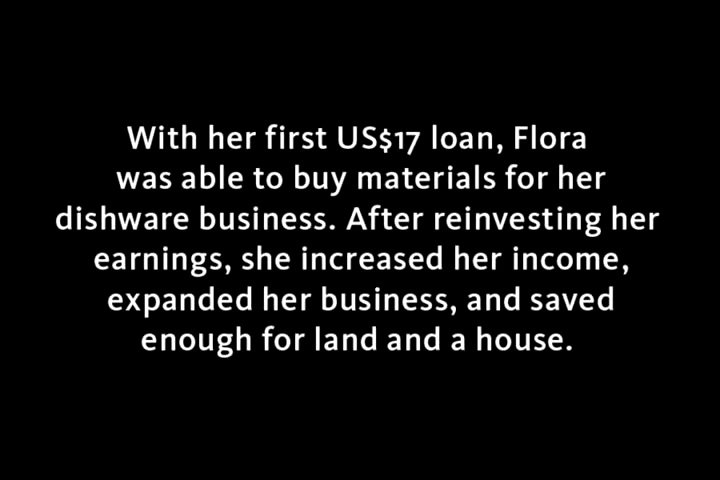 With her first US$17 loan, Flora
was able to buy materials for her
dishware business. After reinvesting her
earnings, she increased her income,
expanded her business, and saved
enough for land and a house.